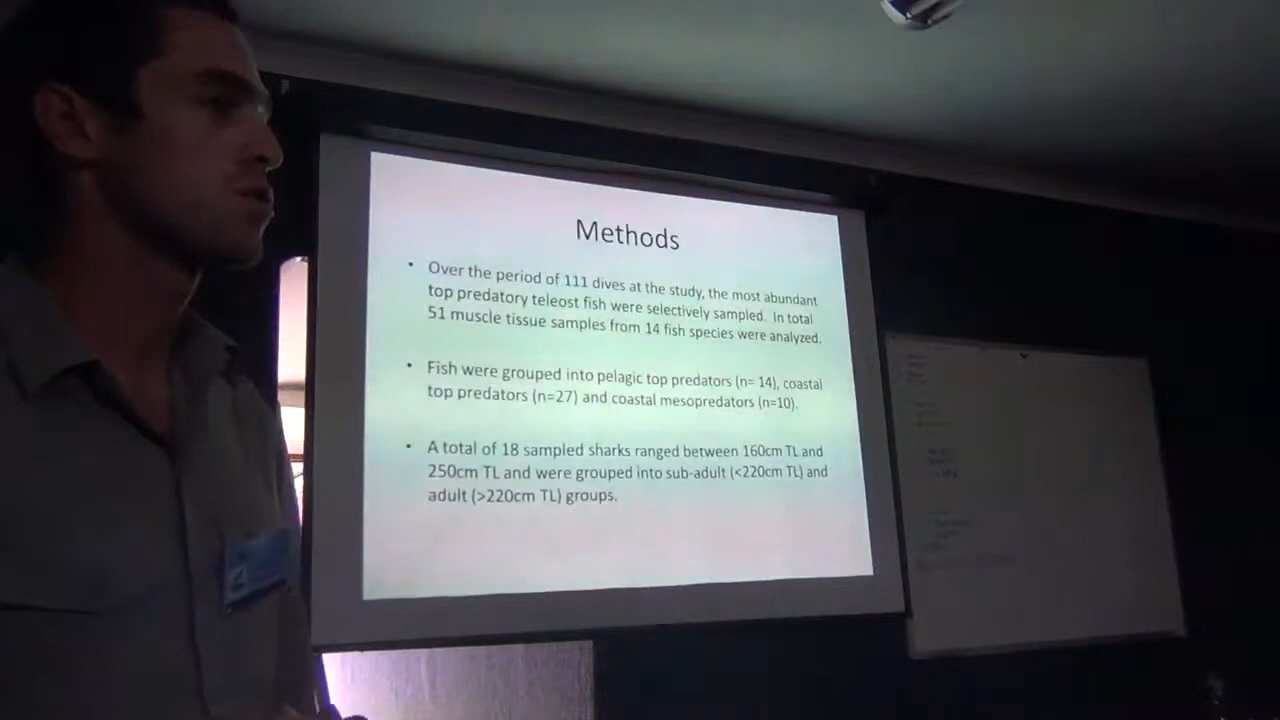 Methods
• Over the period of 111 dives at the study, the most abundant
top predatory teleost fish were selectively sampled. In total
51 muscle tissue samples from 14 fish species were analyzed.
• Fish were grouped into pelagic top predators (n= 14), coastal
top predators (n=27) and coastal mesopredators (n=10).
• A total of 18 sampled sharks ranged between 160cm TL and
250cm TL and were grouped into sub-adult (<220cm TL) and
adult (>220cm TL) groups.